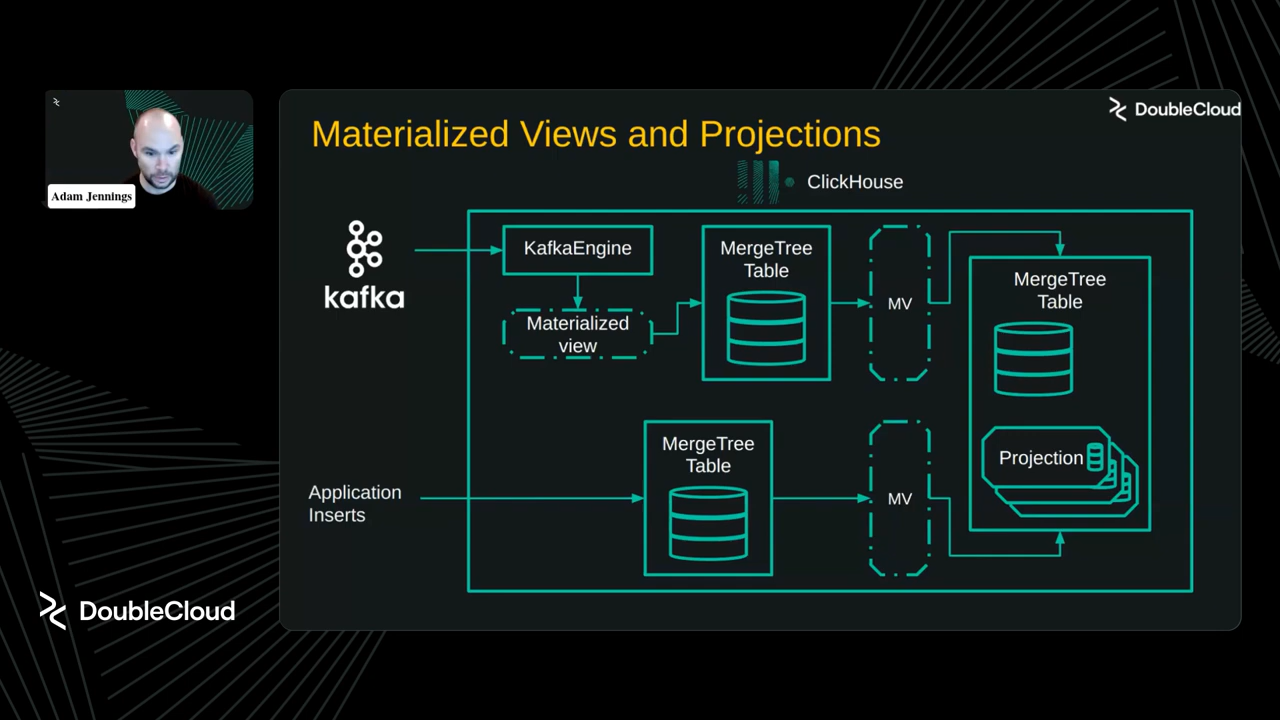 Adam Jennings
DoubleCloud
Materialized Views and Projections
ClickHouse
kafka
KafkaEngine
Materialized
view
MergeTree
Table
MV
MergeTree
Table
Projection
Application
Inserts
MergeTree
Table
MV
DoubleCloud